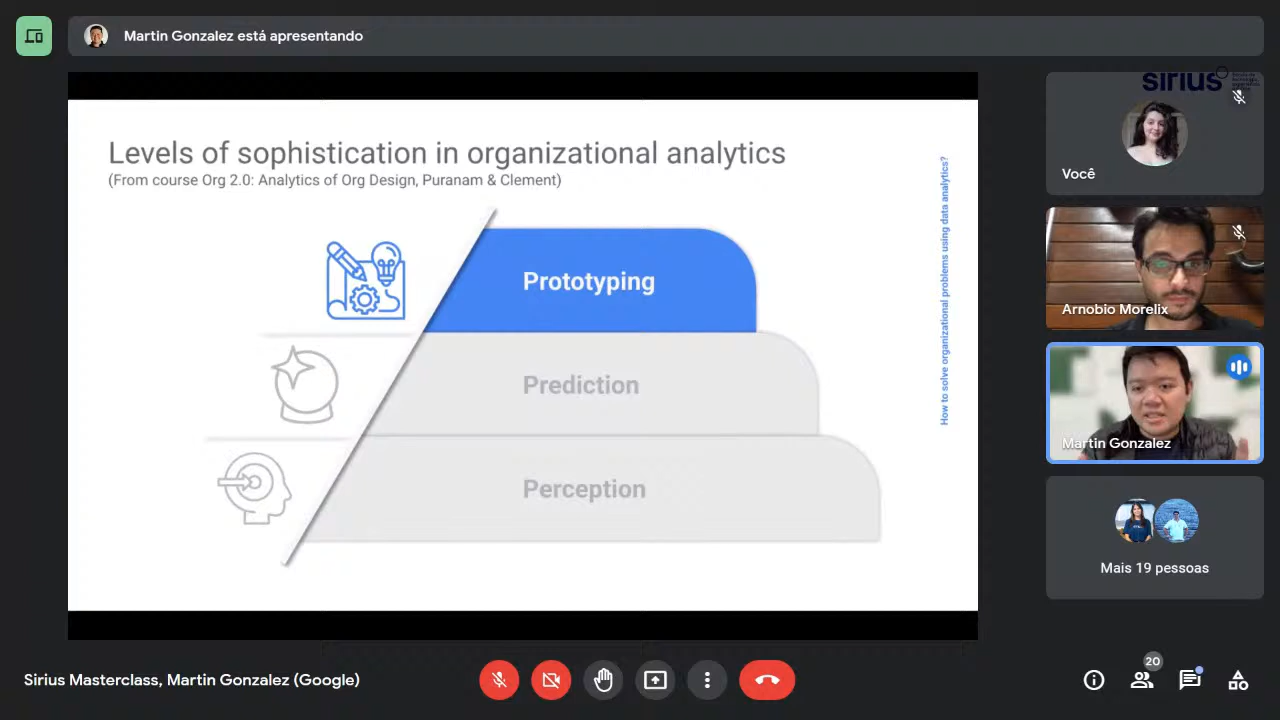 Martin Gonzalez está apresentando
Levels of sophistication in organizational analytics
(From course Org 2.0: Analytics of Org Design, Puranam & Clement)
How to solve organizational problems using data analytics?
Prototyping
Prediction
Perception
sirius
Você
Arnobio Morelix
Martin Gonzalez
Mais 19 pessoas
Sirius Masterclass, Martin Gonzalez (Google)
20